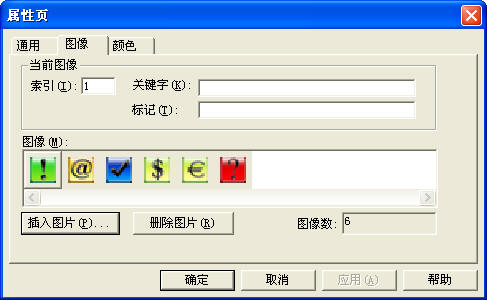 属性页
通用 图像 颜色
当前图像
索引(I): 1 关键字(K):
标记(T):
图像(M):
! @ ✓ $ € ?
插入图片(P)... 删除图片(R) 图像数: 6
确定 取消 应用(A) 帮助